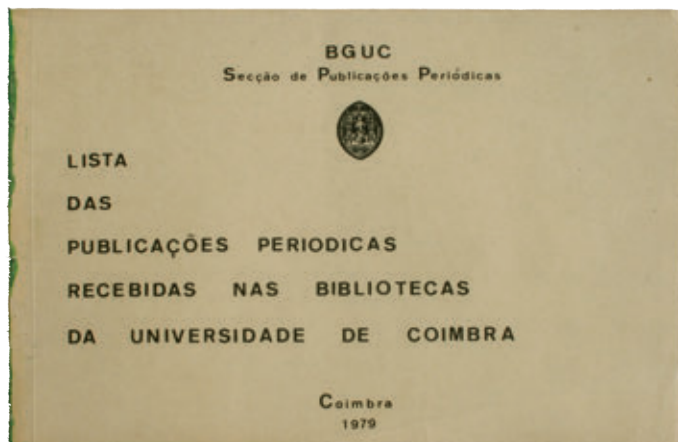 BGUC
Secção de Publicações Periódicas
LISTA
DAS
PUBLICAÇÕES PERIODICAS
RECEBIDAS NAS BIBLIOTECAS
DA UNIVERSIDADE DE COIMBRA
Coimbra
1979